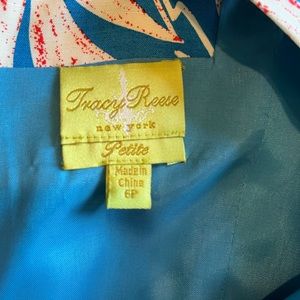 Tracy Reese
new york
Petite
Made in
China
6P